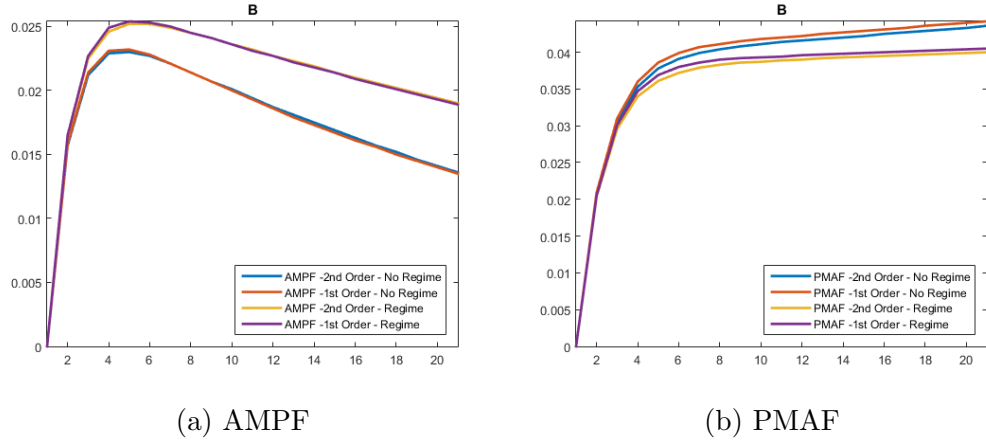 B
0.025
0.02
0.015
0.01
0.005
0
2 4 6 8 10 12 14 16 18 20
AMPF -2nd Order - No Regime
AMPF -1st Order - No Regime
AMPF -2nd Order - Regime
AMPF -1st Order - Regime
(a) AMPF
B
0.04
0.035
0.03
0.025
0.02
0.015
0.01
0.005
0
2 4 6 8 10 12 14 16 18 20
PMAF -2nd Order - No Regime
PMAF -1st Order - No Regime
PMAF -2nd Order - Regime
PMAF -1st Order - Regime
(b) PMAF